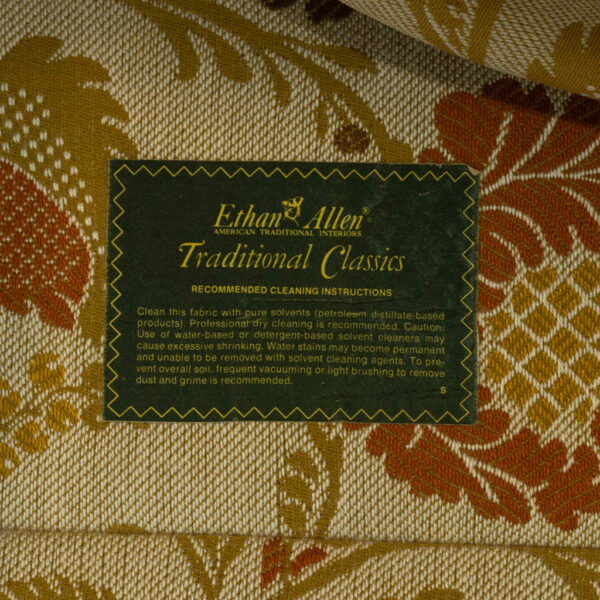 Ethan Allen®
AMERICAN TRADITIONAL INTERIORS
Traditional Classics
RECOMMENDED CLEANING INSTRUCTIONS
Clean this fabric with pure solvents (petroleum distillate-based
products). Professional dry cleaning is recommended. Caution:
Use of water-based or detergent-based solvent cleaners may
cause excessive shrinking. Water stains may become permanent
and unable to be removed with solvent cleaning agents. To pre-
vent overall soil, frequent vacuuming or light brushing to remove
dust and grime is recommended.
S